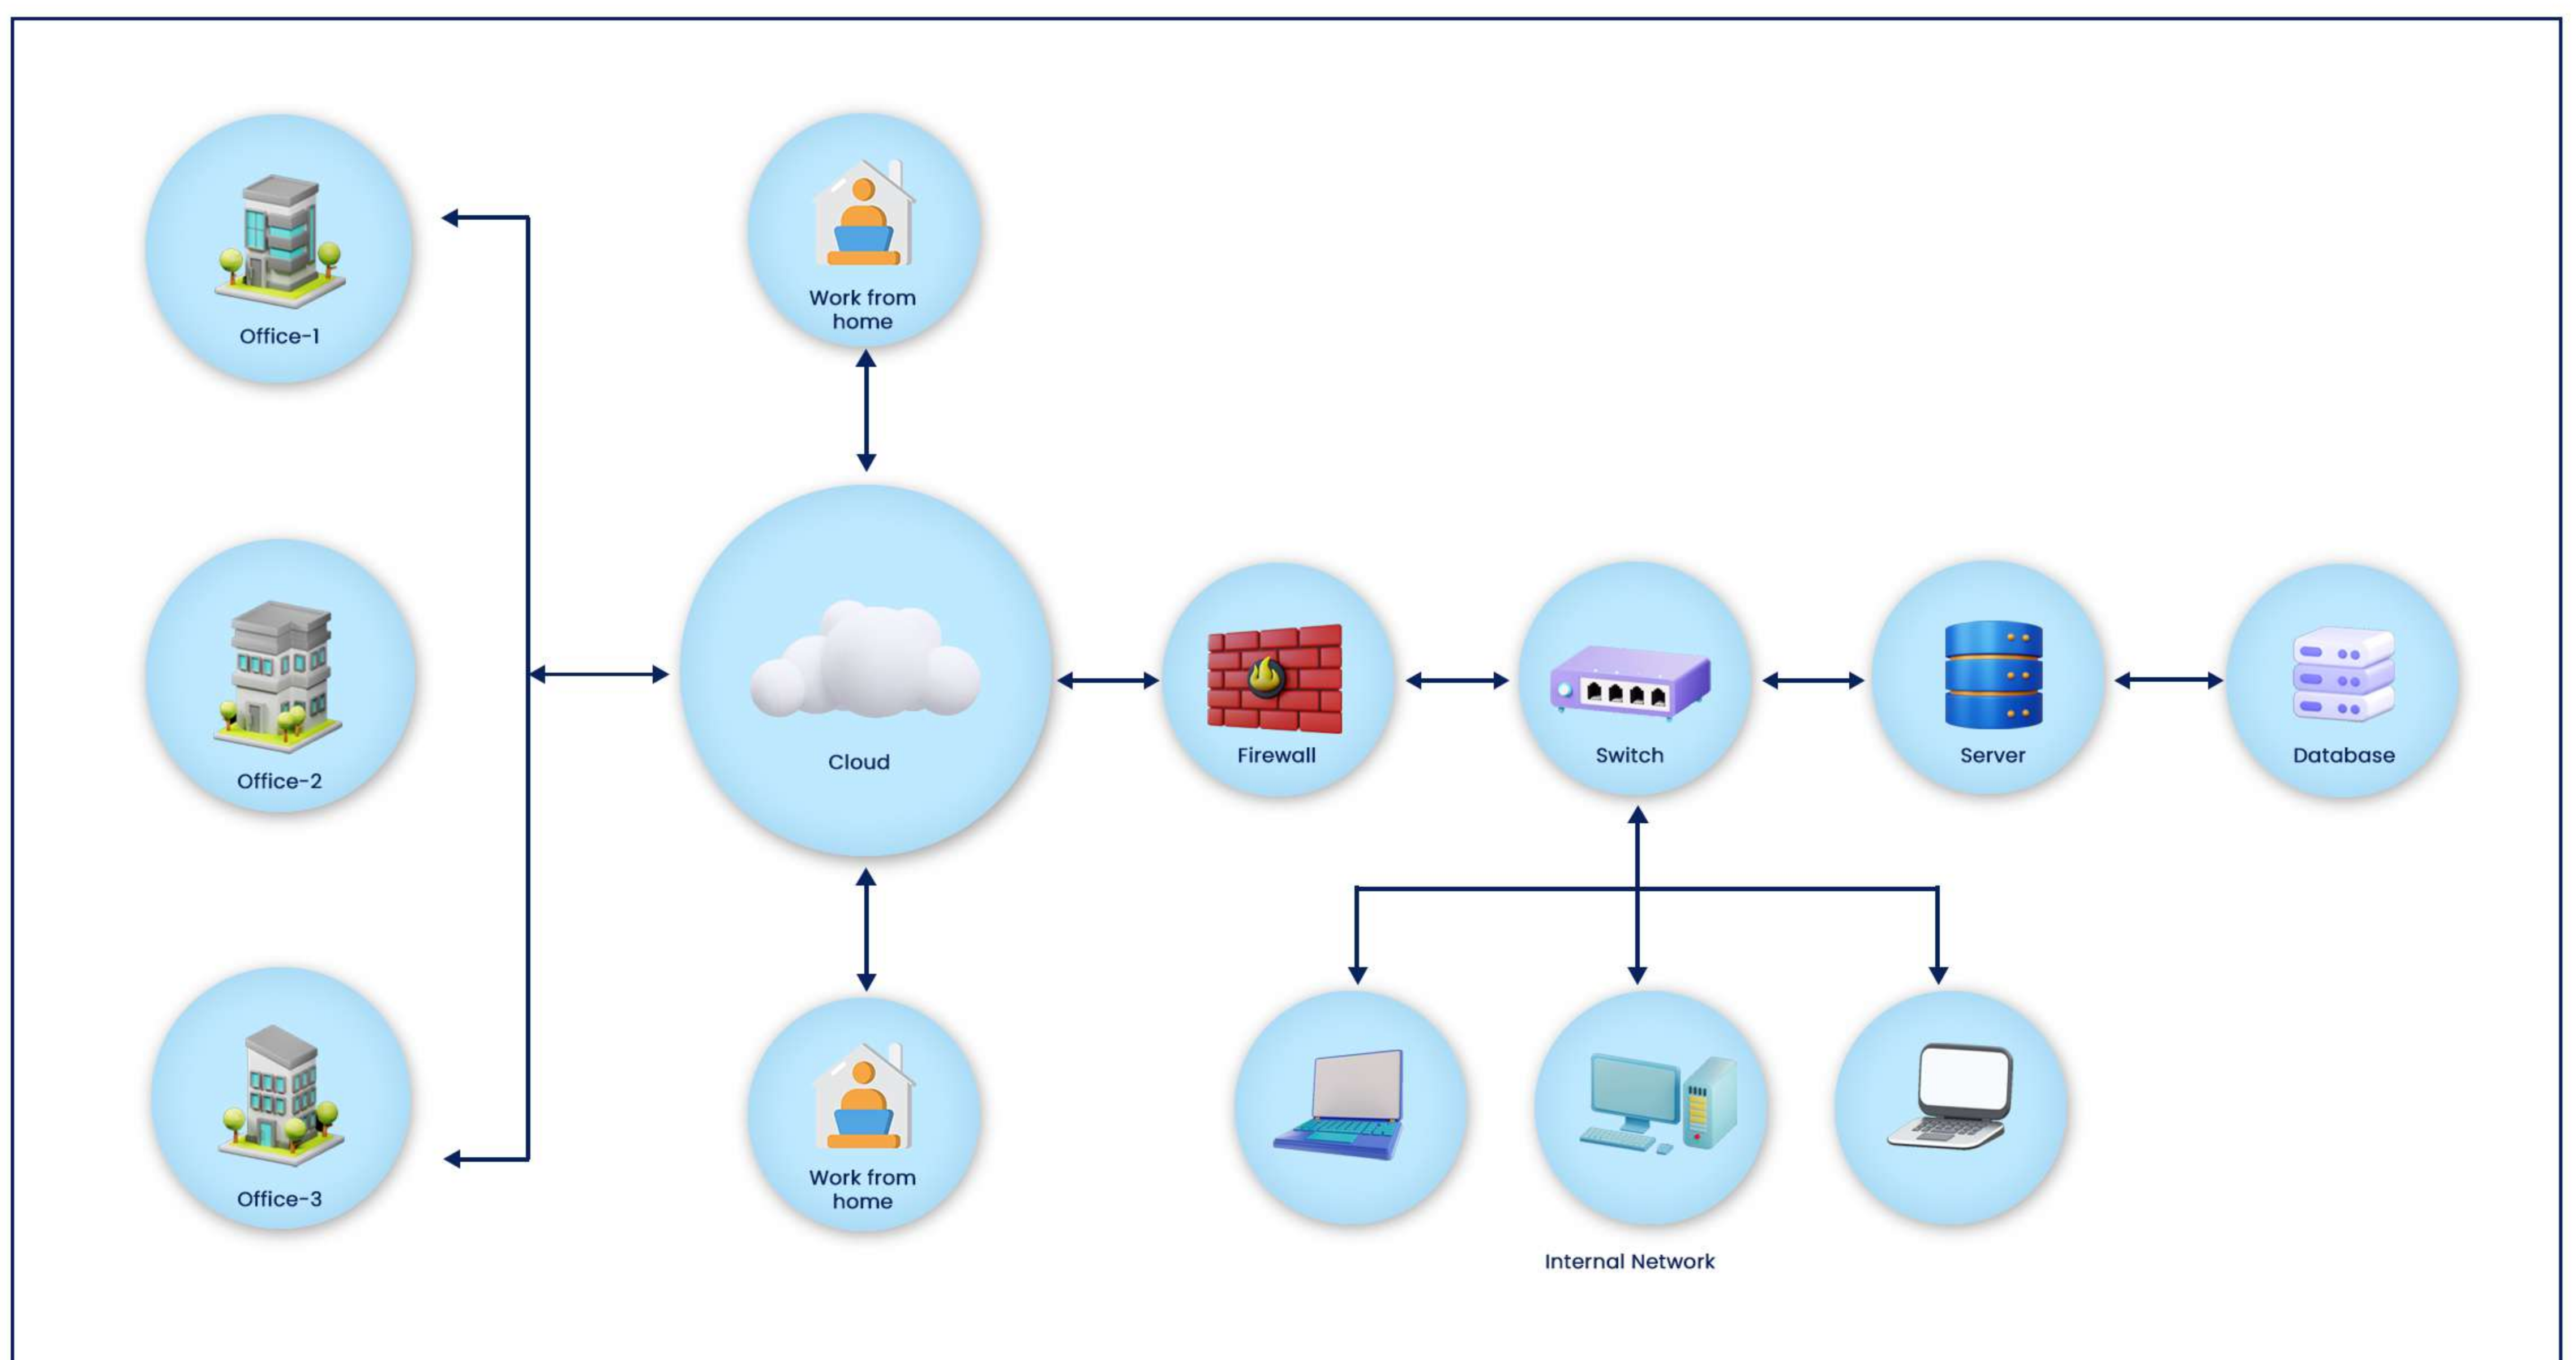 Office-1
Work from
home
Office-2
Cloud
Firewall
Switch
Server
Database
Office-3
Work from
home
Internal Network